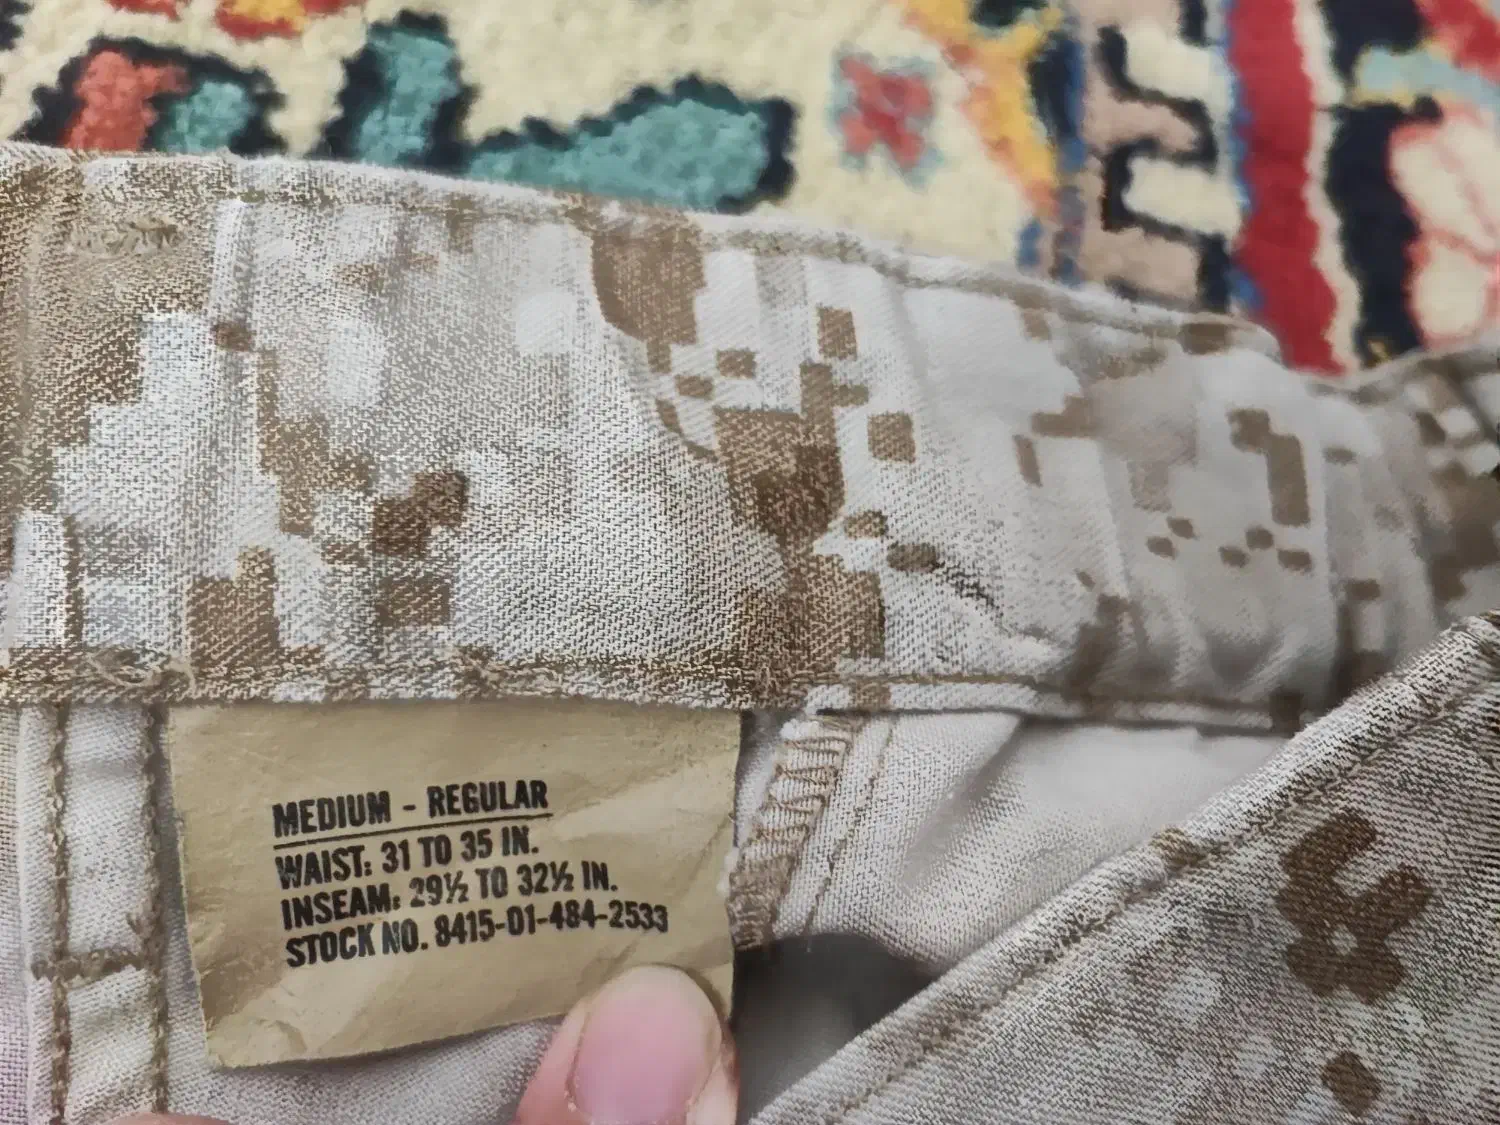 MEDIUM - REGULAR
WAIST: 31 TO 35 IN.
INSEAM: 29½ TO 32½ IN.
STOCK NO. 8415-01-484-2533